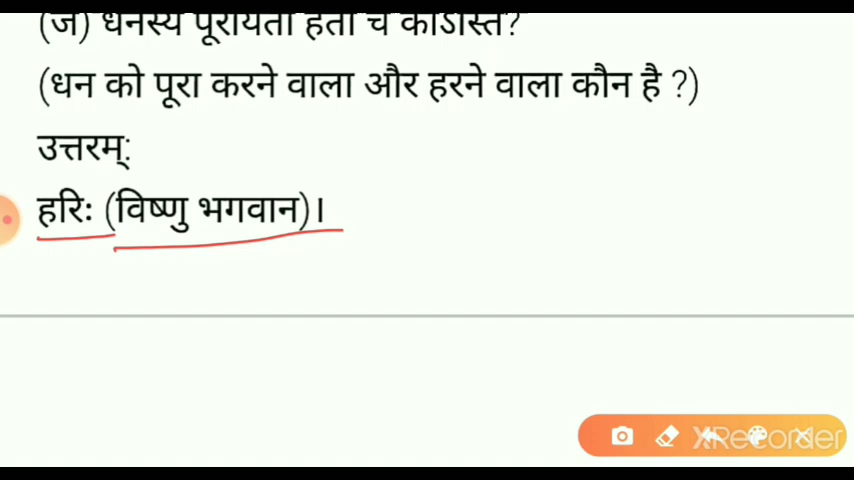 (ज) धनस्य पूरयिता हर्ता च कोऽस्ति?
(धन को पूरा करने वाला और हरने वाला कौन है ?)
उत्तरम्:
हरिः (विष्णु भगवान)।
XRecorder